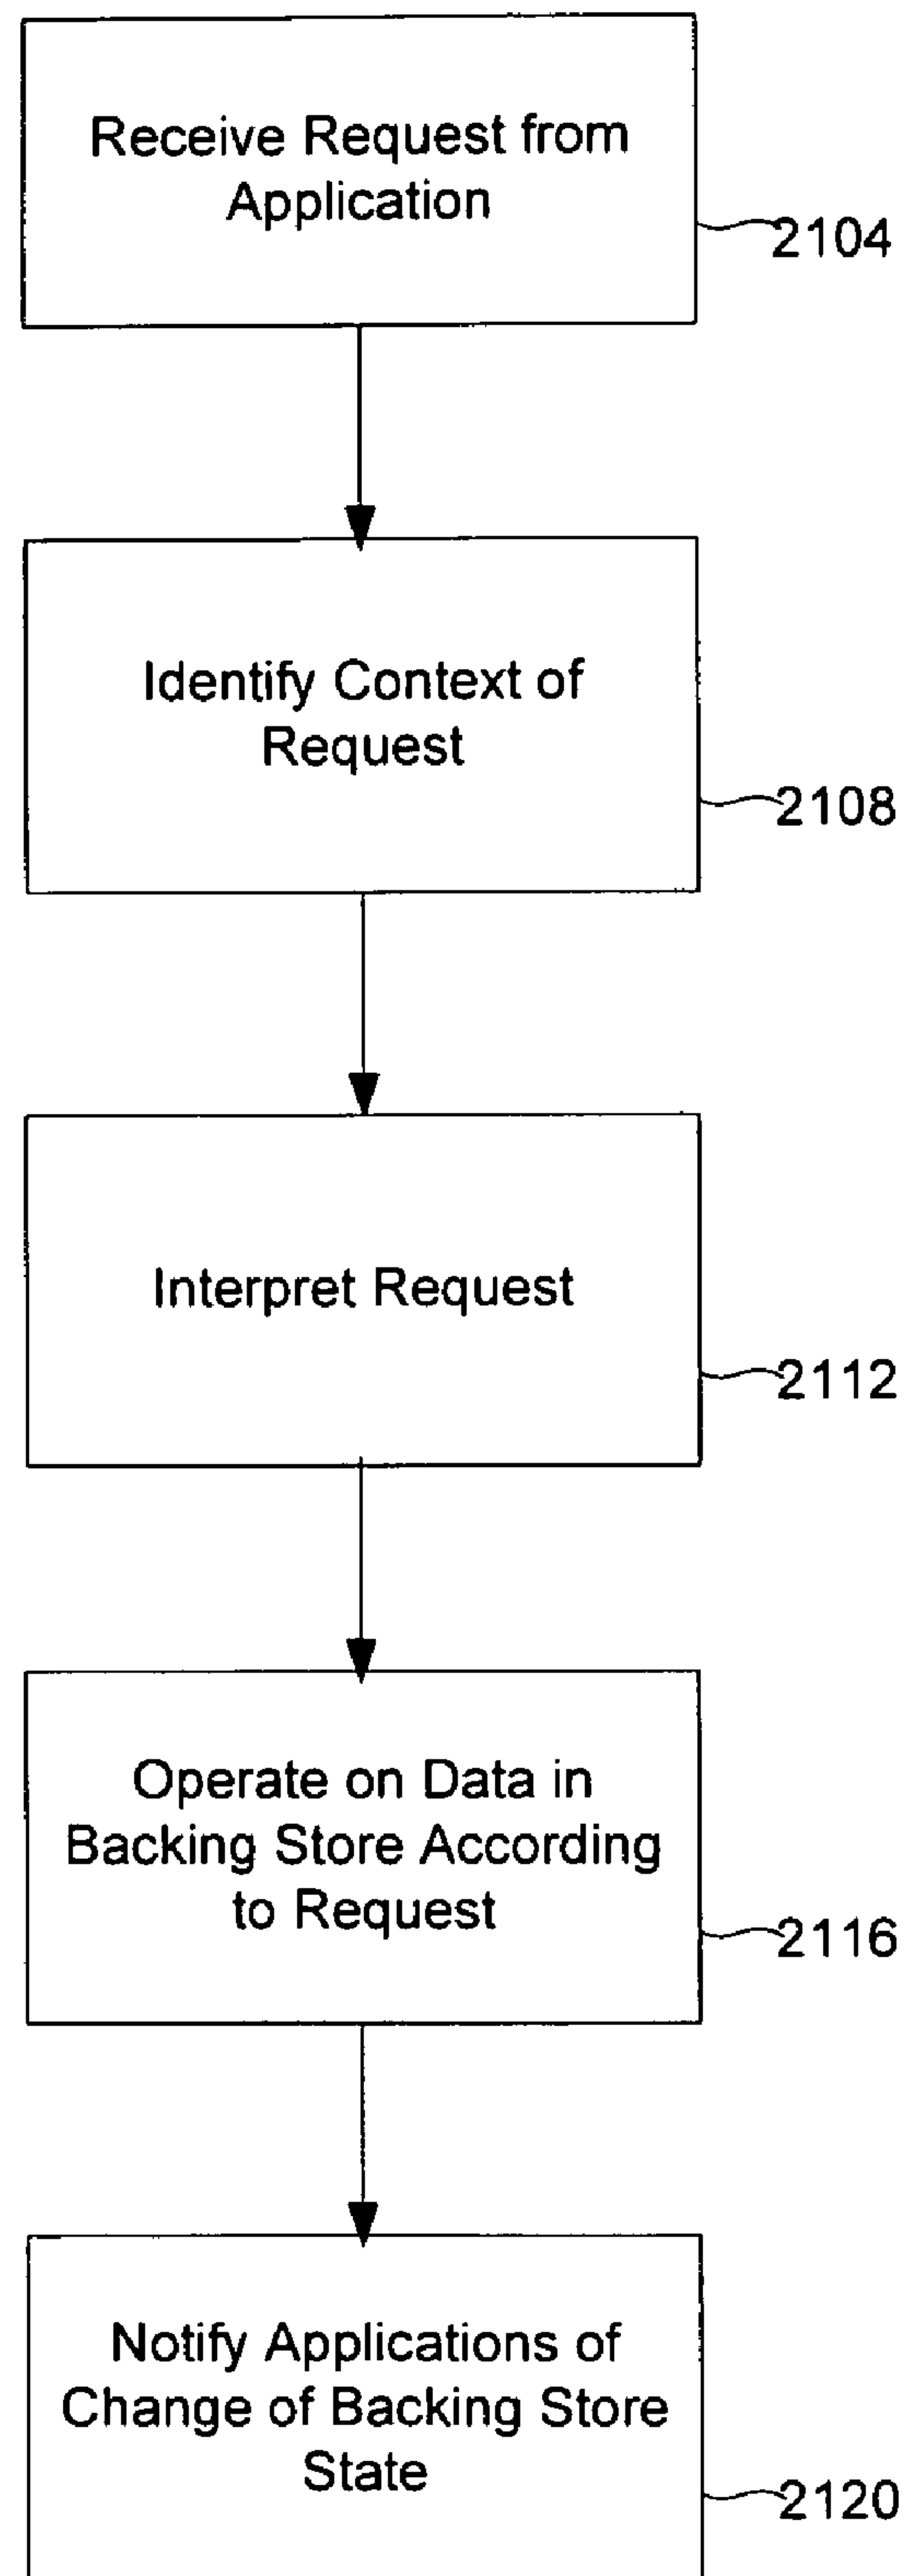 Receive Request from
Application
2104
Identify Context of
Request
2108
Interpret Request
2112
Operate on Data in
Backing Store According
to Request
2116
Notify Applications of
Change of Backing Store
State
2120